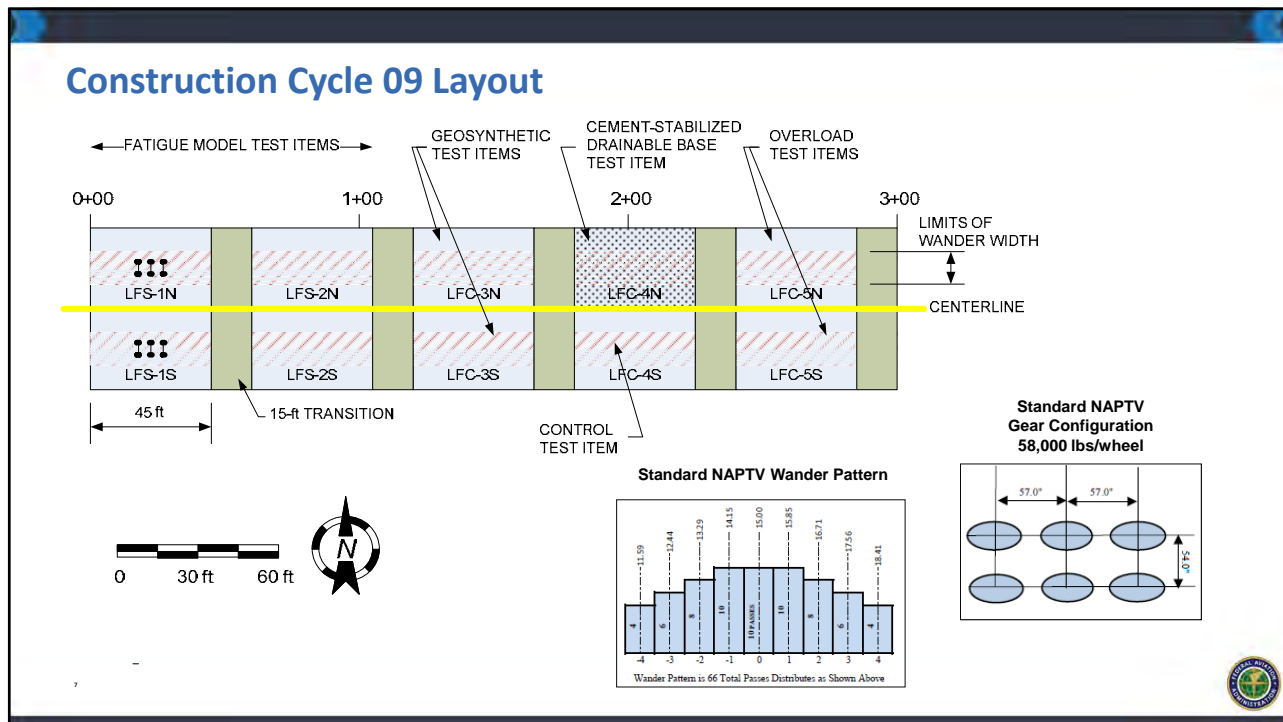 Construction Cycle 09 Layout
FATIGUE MODEL TEST ITEMS
GEOSYNTHETIC
TEST ITEMS
CEMENT-STABILIZED
DRAINABLE BASE
TEST ITEM
OVERLOAD
TEST ITEMS
0+00
1+00
2+00
3+00
LIMITS OF
WANDER WIDTH
LFS-1N
LFS-2N
LFC-3N
LFC-4N
LFC-5N
CENTERLINE
LFS-1S
LFS-2S
LFC-3S
LFC-4S
LFC-5S
45 ft
15-ft TRANSITION
CONTROL
TEST ITEM
Standard NAPTV
Gear Configuration
58,000 lbs/wheel
57.0"
57.0"
54.0"
Standard NAPTV Wander Pattern
11.59
12.44
13.29
14.15
15.00
15.85
16.71
17.56
18.41
4
6
8
10
10 PASSES
10
8
6
4
-4
-3
-2
-1
0
1
2
3
4
Wander Pattern is 66 Total Passes Distributes as Shown Above
N
0
30 ft
60 ft
7
FEDERAL AVIATION
ADMINISTRATION